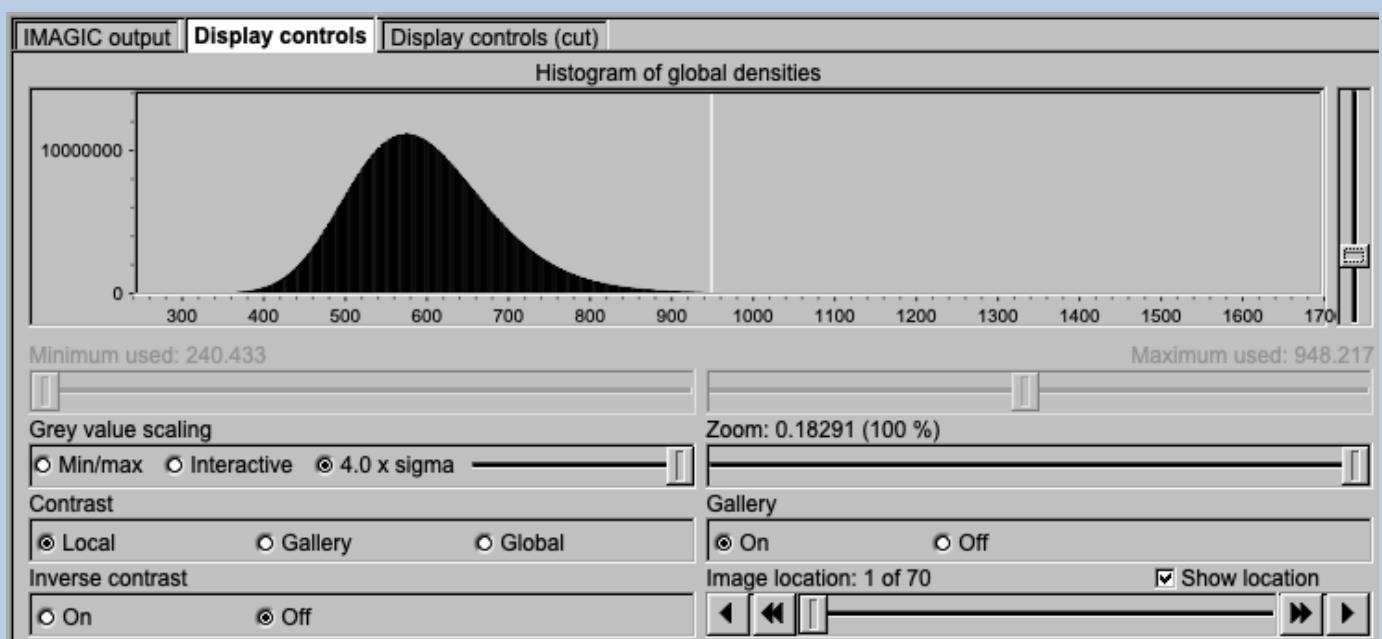 IMAGIC output Display controls Display controls (cut)
Histogram of global densities
10000000
0
300 400 500 600 700 800 900 1000 1100 1200 1300 1400 1500 1600 170
Minimum used: 240.433 Maximum used: 948.217
Grey value scaling Zoom: 0.18291 (100 %)
Min/max Interactive 4.0 x sigma
Contrast Gallery
Local Gallery Global On Off
Inverse contrast Image location: 1 of 70 Show location
On Off